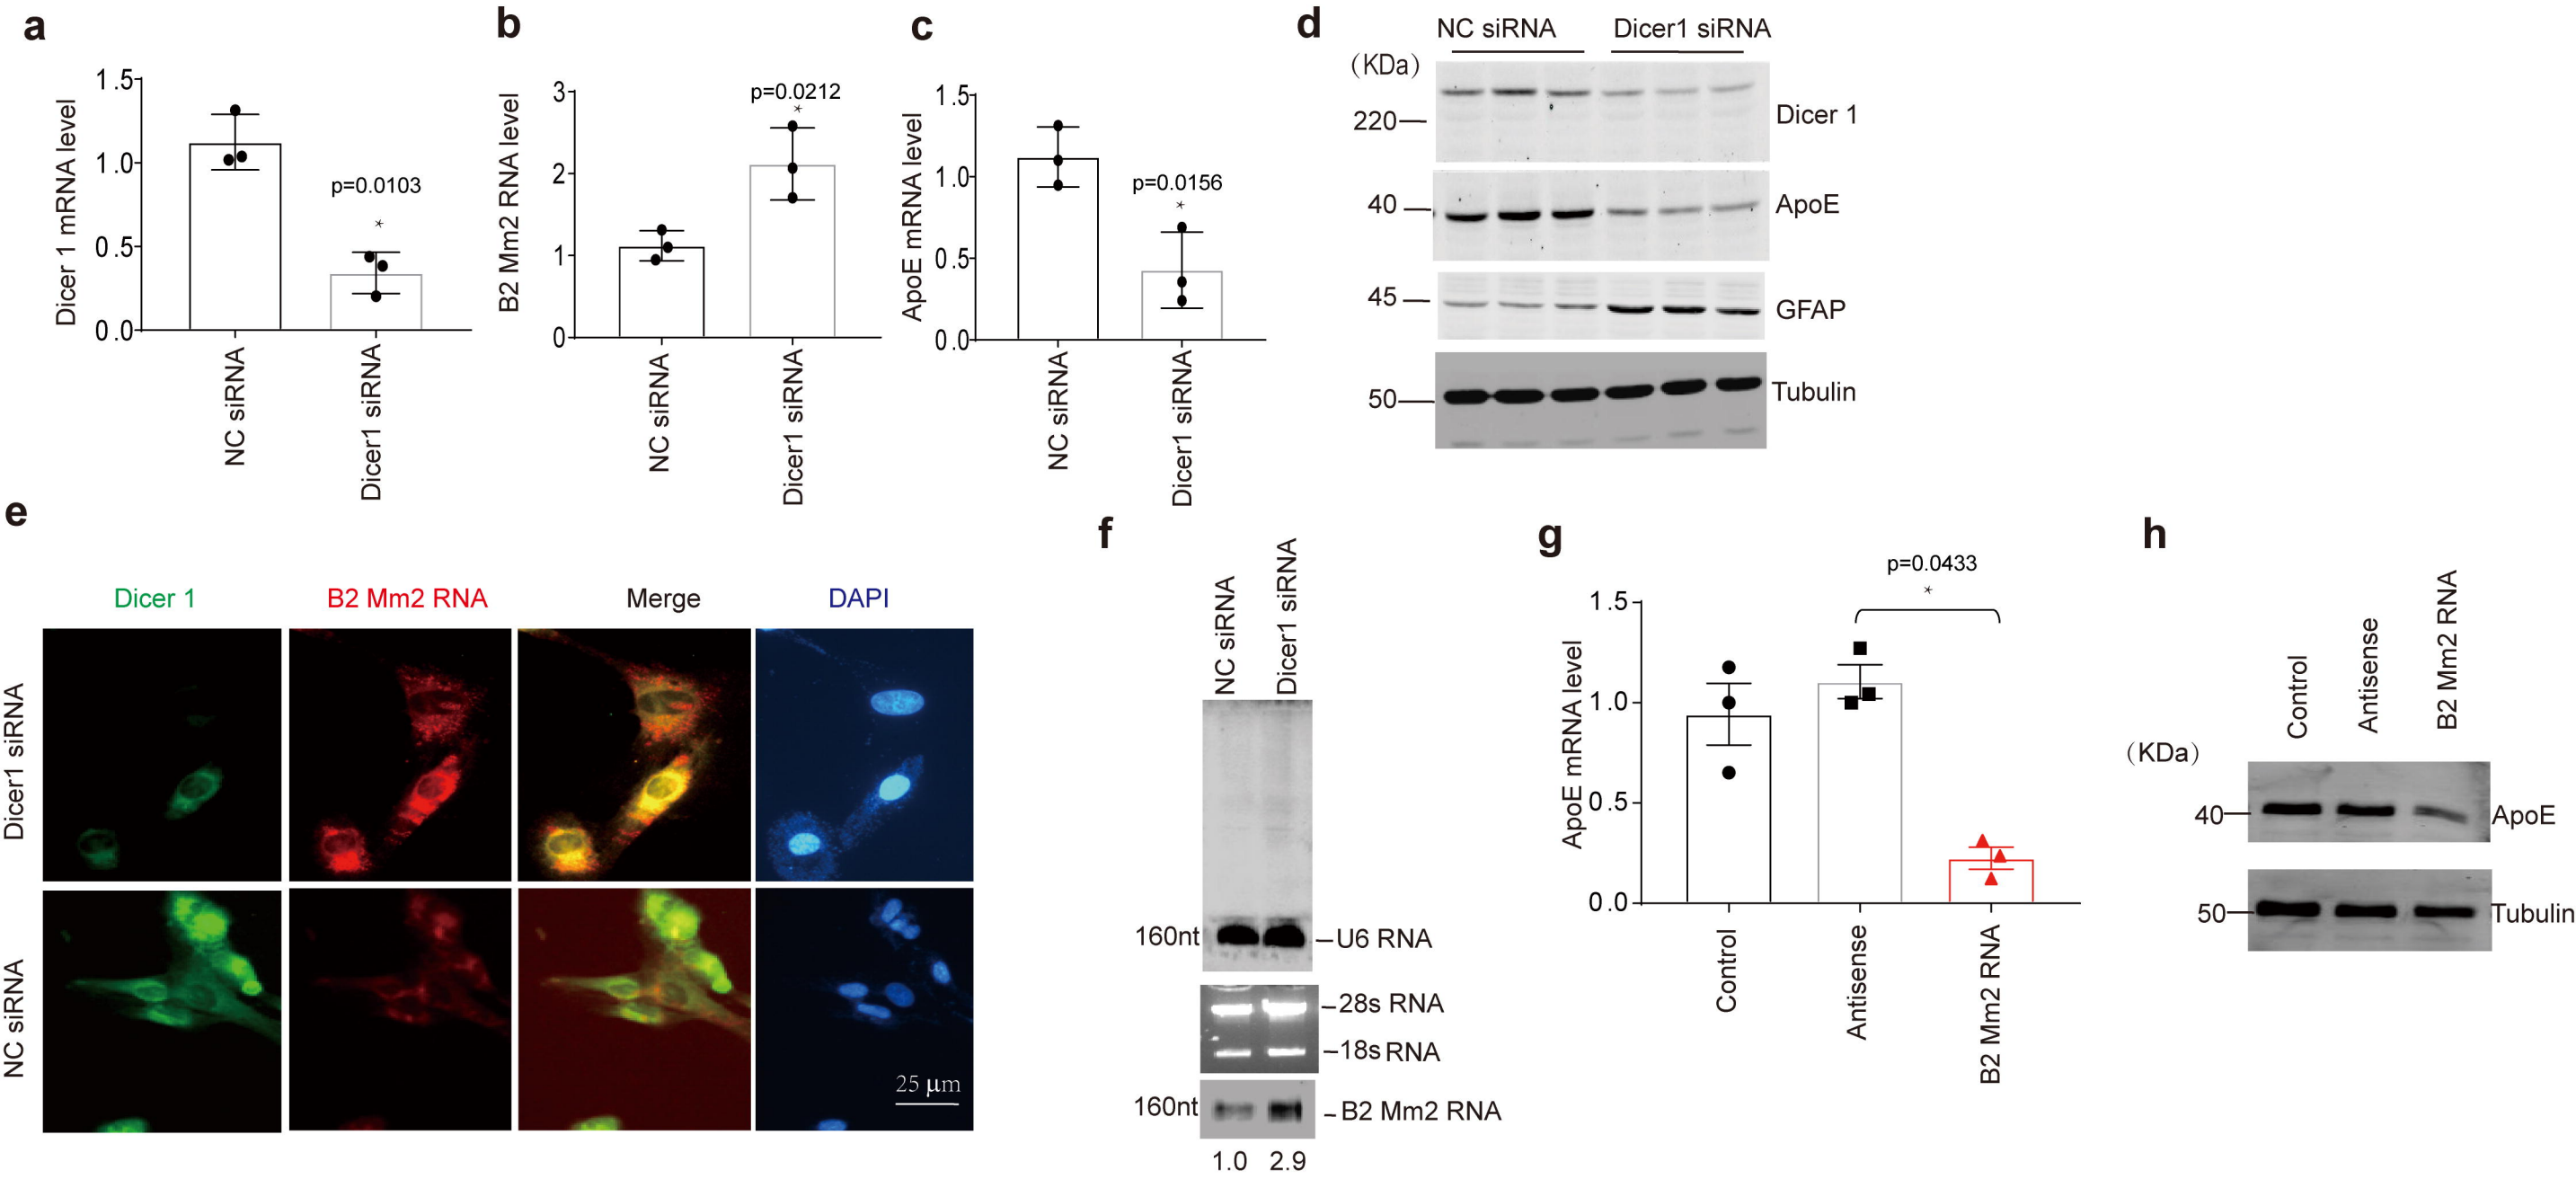 a
1.5
1.0
0.5
0.0
Dicer 1 mRNA level
p=0.0103
*
NC siRNA
Dicer1 siRNA
b
3
2
1
0
B2 Mm2 RNA level
p=0.0212
*
NC siRNA
Dicer1 siRNA
c
1.5
1.0
0.5
0.0
ApoE mRNA level
p=0.0156
*
NC siRNA
Dicer1 siRNA
d
NC siRNA Dicer1 siRNA
(KDa)
220 Dicer 1
40 ApoE
45 GFAP
50 Tubulin
e
Dicer 1 B2 Mm2 RNA Merge DAPI
Dicer1 siRNA
NC siRNA
25 μm
f
NC siRNA
Dicer1 siRNA
160nt U6 RNA
28s RNA
18s RNA
160nt B2 Mm2 RNA
1.0 2.9
g
p=0.0433
*
1.5
1.0
0.5
0.0
ApoE mRNA level
Control
Antisense
B2 Mm2 RNA
h
Control
Antisense
B2 Mm2 RNA
(KDa)
40 ApoE
50 Tubulin